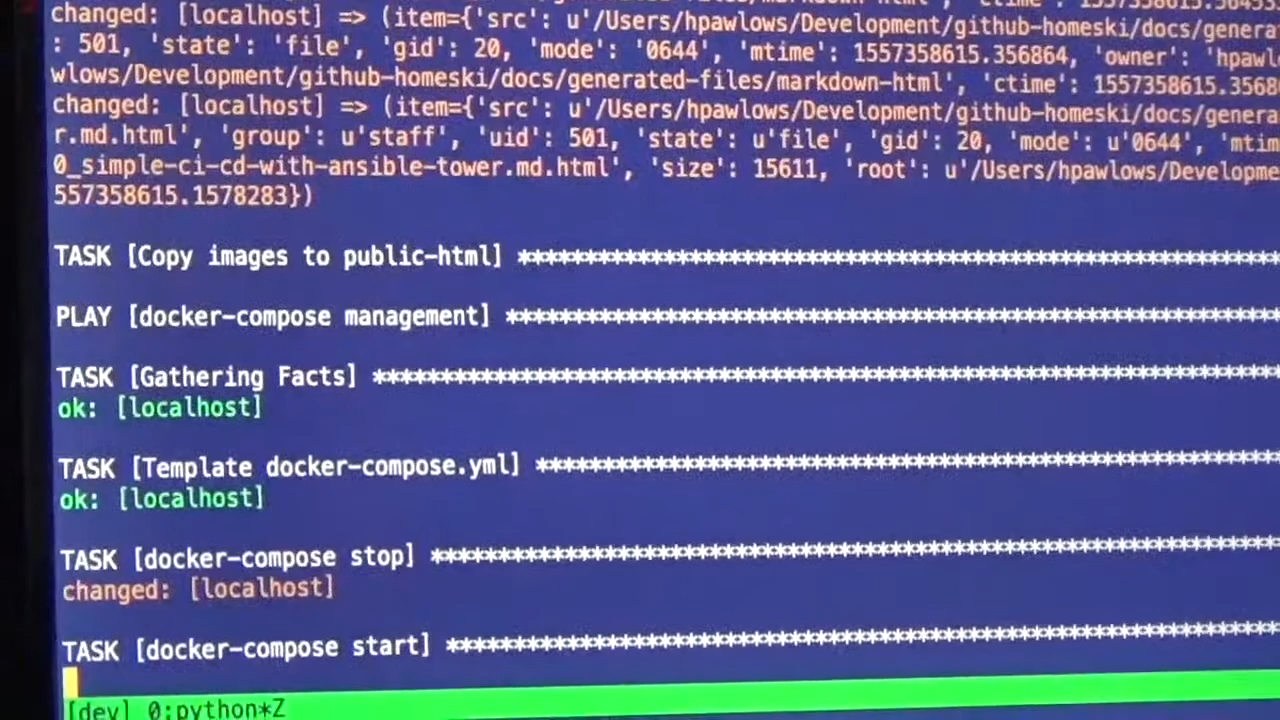 changed: [localhost] => (item={'src': u'/Users/hpawlows/Development/github-homeski/docs/genera
: 501, 'state': 'file', 'gid': 20, 'mode': '0644', 'mtime': 1557358615.356864, 'owner': 'hpawl
wlows/Development/github-homeski/docs/generated-files/markdown-html', 'ctime': 1557358615.3568
changed: [localhost] => (item={'src': u'/Users/hpawlows/Development/github-homeski/docs/genera
r.md.html', 'group': u'staff', 'uid': 501, 'state': u'file', 'gid': 20, 'mode': u'0644', 'mtim
0_simple-ci-cd-with-ansible-tower.md.html', 'size': 15611, 'root': u'/Users/hpawlows/Developme
557358615.1578283})
TASK [Copy images to public-html] *********************************************************
PLAY [docker-compose management] **********************************************************
TASK [Gathering Facts] ********************************************************************
ok: [localhost]
TASK [Template docker-compose.yml] ********************************************************
ok: [localhost]
TASK [docker-compose stop] ****************************************************************
changed: [localhost]
TASK [docker-compose start] ***************************************************************
[dev] 0:python*Z